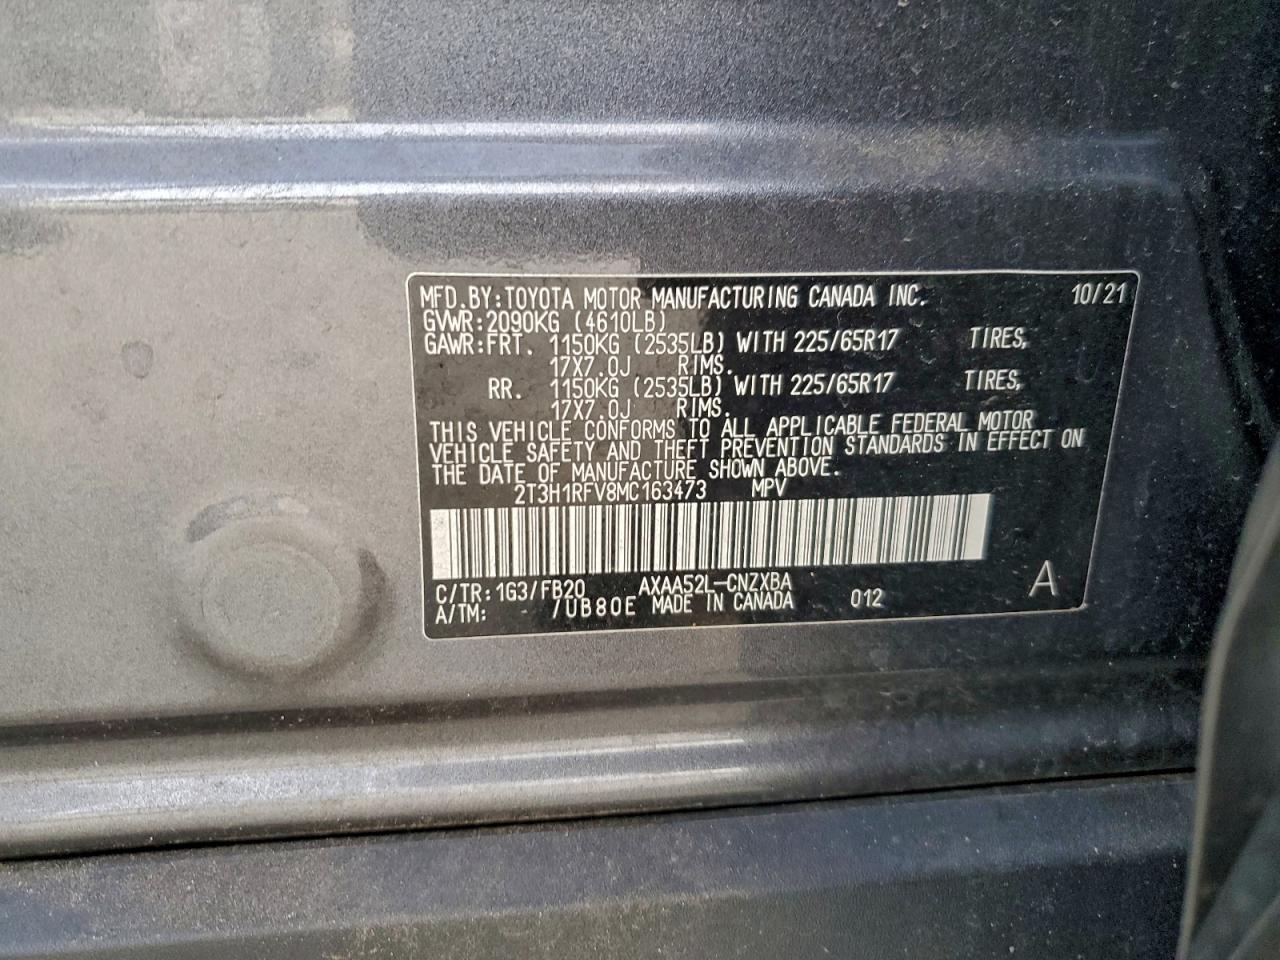 MFD.BY:TOYOTA MOTOR MANUFACTURING CANADA INC. 10/21
GVWR:2090KG (4610LB)
GAWR:FRT. 1150KG (2535LB) WITH 225/65R17 TIRES,
17X7.0J RIMS.
RR. 1150KG (2535LB) WITH 225/65R17 TIRES,
17X7.0J RIMS.
THIS VEHICLE CONFORMS TO ALL APPLICABLE FEDERAL MOTOR
VEHICLE SAFETY AND THEFT PREVENTION STANDARDS IN EFFECT ON
THE DATE OF MANUFACTURE SHOWN ABOVE.
2T3H1RFV8MC163473 MPV
C/TR:1G3/FB20 AXAA52L-CNZXBA A
A/TM: -/UB80E MADE IN CANADA 012